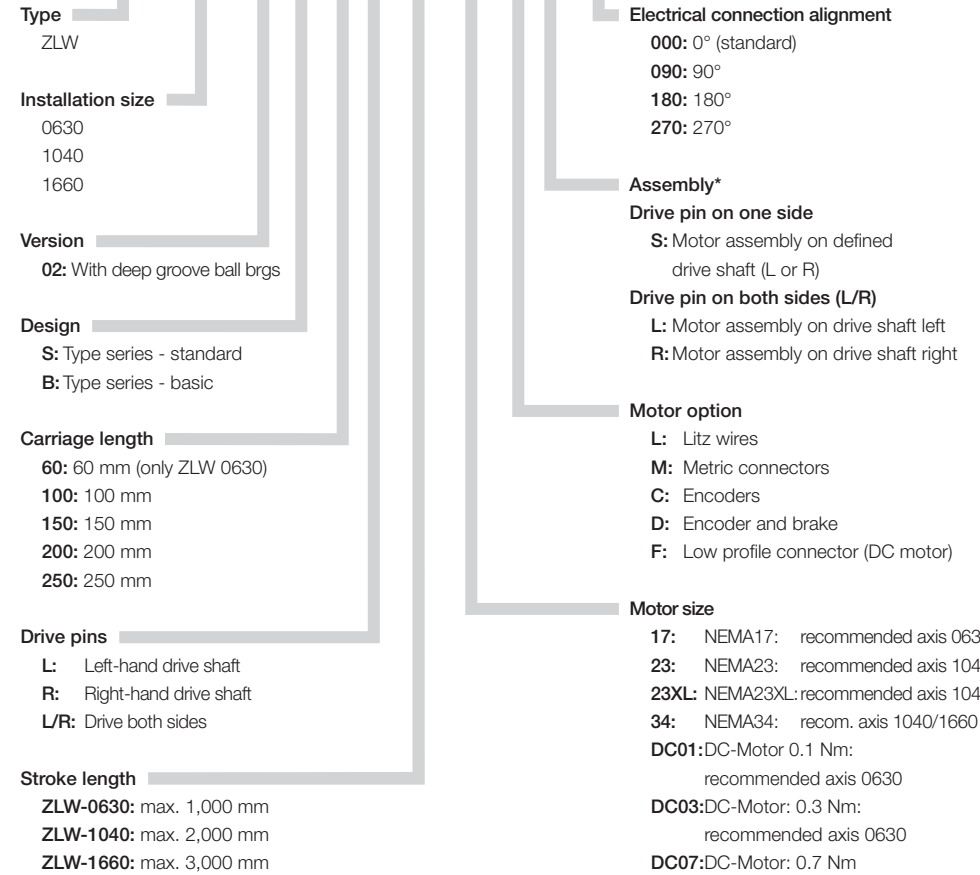 Type
ZLW
Installation size
0630
1040
1660
Version
02: With deep groove ball brgs
Design
S: Type series - standard
B: Type series - basic
Carriage length
60: 60 mm (only ZLW 0630)
100: 100 mm
150: 150 mm
200: 200 mm
250: 250 mm
Drive pins
L: Left-hand drive shaft
R: Right-hand drive shaft
L/R: Drive both sides
Stroke length
ZLW-0630: max. 1,000 mm
ZLW-1040: max. 2,000 mm
ZLW-1660: max. 3,000 mm
Electrical connection alignment
000: 0° (standard)
090: 90°
180: 180°
270: 270°
Assembly*
Drive pin on one side
S: Motor assembly on defined
drive shaft (L or R)
Drive pin on both sides (L/R)
L: Motor assembly on drive shaft left
R: Motor assembly on drive shaft right
Motor option
L: Litz wires
M: Metric connectors
C: Encoders
D: Encoder and brake
F: Low profile connector (DC motor)
Motor size
17: NEMA17: recommended axis 063
23: NEMA23: recommended axis 104
23XL: NEMA23XL: recommended axis 104
34: NEMA34: recom. axis 1040/1660
DC01: DC-Motor 0.1 Nm:
recommended axis 0630
DC03: DC-Motor: 0.3 Nm:
recommended axis 0630
DC07: DC-Motor: 0.7 Nm